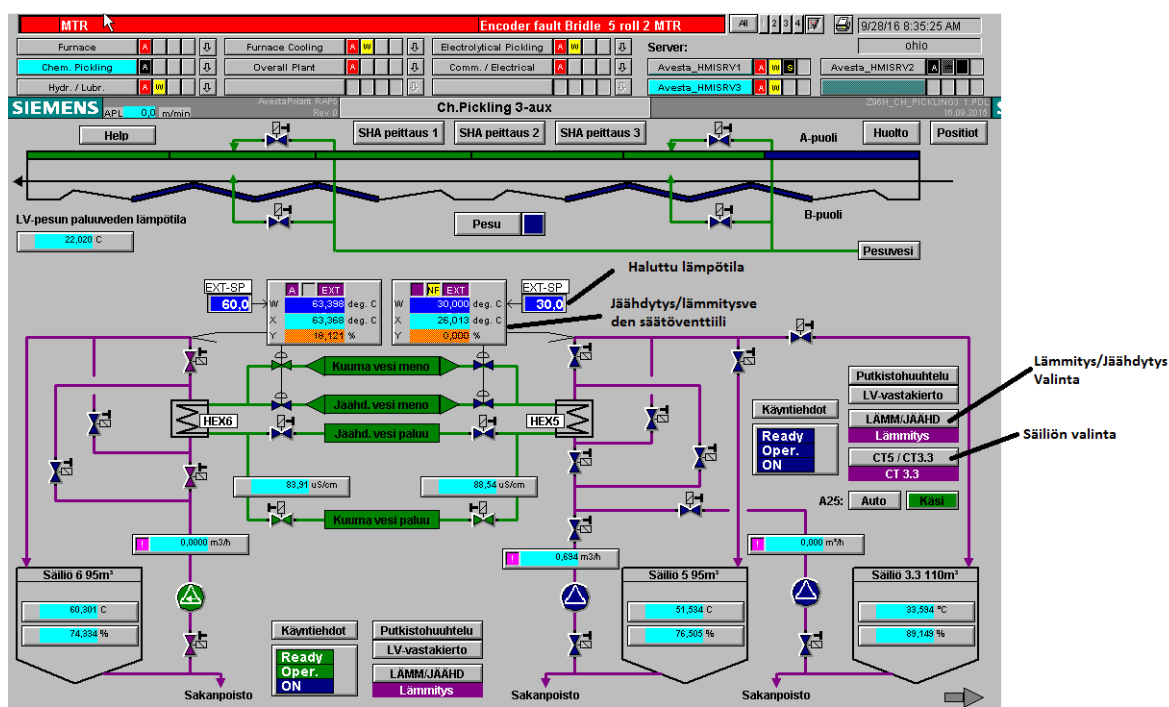 MTR Encoder fault Bridle 5 roll 2 MTR All 1 2 3 4 9/28/16 8:35:25 AM
Furnace A Furnace Cooling A W Electrolytical Pickling A W Server: ohio
Chem. Pickling A Overall Plant A Comm. / Electrical A Avesta_HMISRV1 A W S Avesta_HMISRV2 A
Hydr. / Lubr. A W Avesta_HMISRV3 A W
SIEMENS APL 0,0 m/min AvestaPolarit RAP5 Rev 0 Ch.Pickling 3-aux Z96H_CH_PICKLING3_1.PDL 16.09.2015
Help SHA peittaus 1 SHA peittaus 2 SHA peittaus 3 A-puoli Huolto Positiot
LV-pesun paluuveden lämpötila Pesu B-puoli
22,020 C
Pesuvesi
Haluttu lämpötila
EXT-SP A EXT NF EXT EXT-SP
60,0 W 63,398 deg. C W 30,000 deg. C 30,0
X 63,368 deg. C X 26,013 deg. C
Y 18,121 % Y 0,000 %
Jäähdytys/lämmitysve
den säätöventtiili
Kuuma vesi meno
Lämmitys/Jäähdytys
Valinta
Putkistohuuhtelu
LV-vastakierto
Jäähd. vesi meno
Käyntiehdot LÄMM/JÄÄHD
HEX6 Jäähd. vesi paluu HEX5
Ready Lämmitys
Säiliön valinta
Oper. CT5 / CT3.3
ON CT 3.3
83,91 uS/cm 88,54 uS/cm
A25: Auto Käsi
Kuuma vesi paluu
! 0,0000 m3/h ! 0,694 m3/h ! 0,000 m³/h
Säiliö 6 95m³ Säiliö 5 95m³ Säiliö 3.3 110m³
60,301 C 51,534 C 33,594 °C
74,334 % 76,505 % 89,149 %
Käyntiehdot Putkistohuuhtelu
LV-vastakierto
Ready
Oper. LÄMM/JÄÄHD
ON Lämmitys
Sakanpoisto Sakanpoisto Sakanpoisto